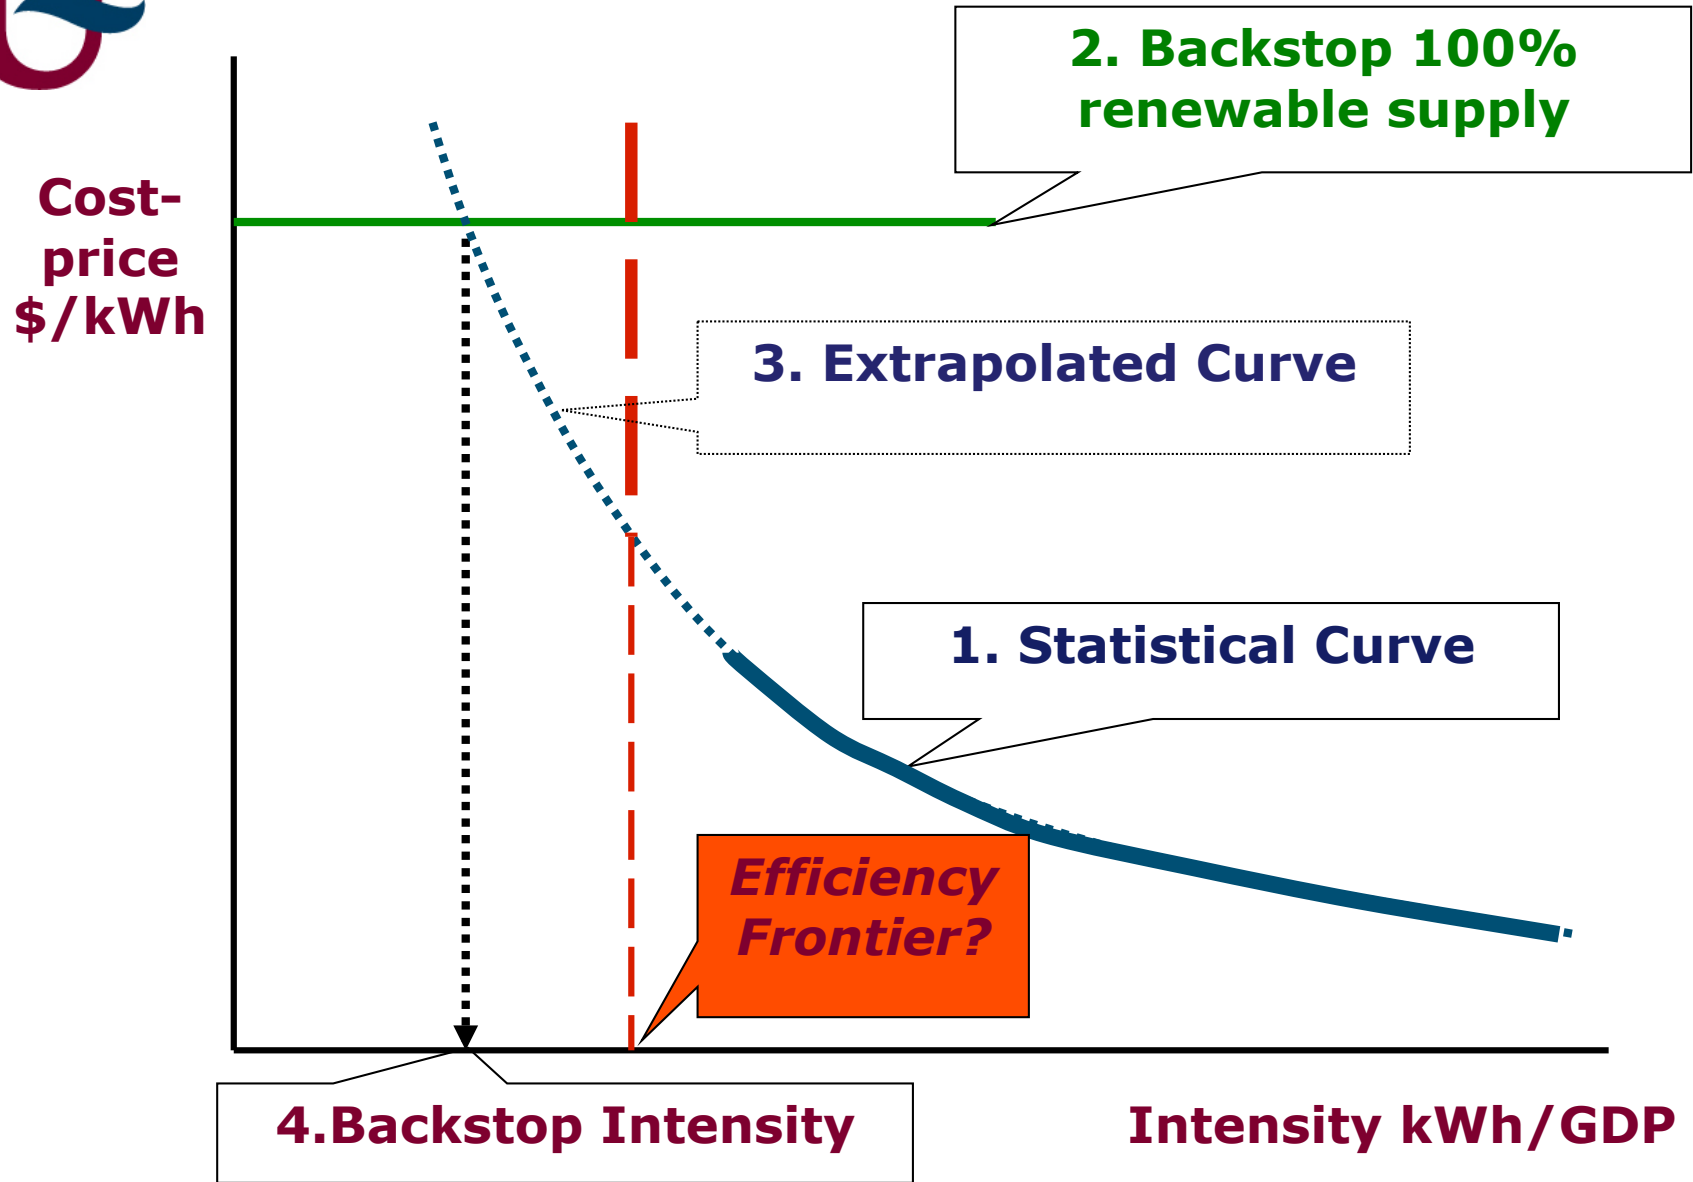 2. Backstop 100%
renewable supply
Cost-
price
$/kWh
3. Extrapolated Curve
1. Statistical Curve
Efficiency
Frontier?
4.Backstop Intensity
Intensity kWh/GDP